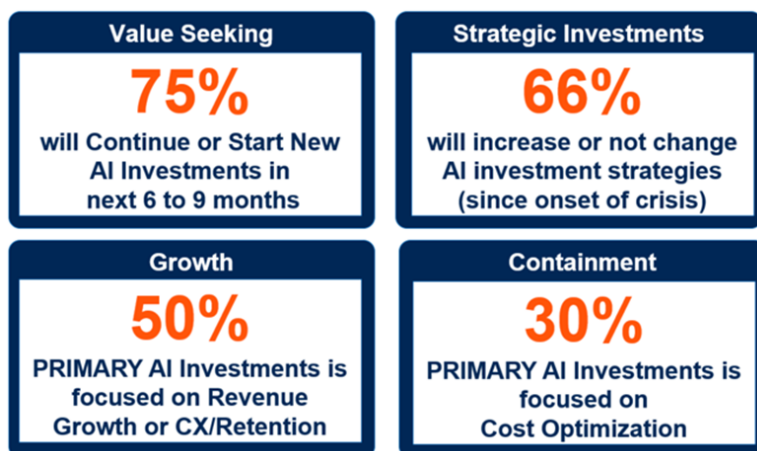 Value Seeking
75%
will Continue or Start New
AI Investments in
next 6 to 9 months
Strategic Investments
66%
will increase or not change
AI investment strategies
(since onset of crisis)
Growth
50%
PRIMARY AI Investments is
focused on Revenue
Growth or CX/Retention
Containment
30%
PRIMARY AI Investments is
focused on
Cost Optimization